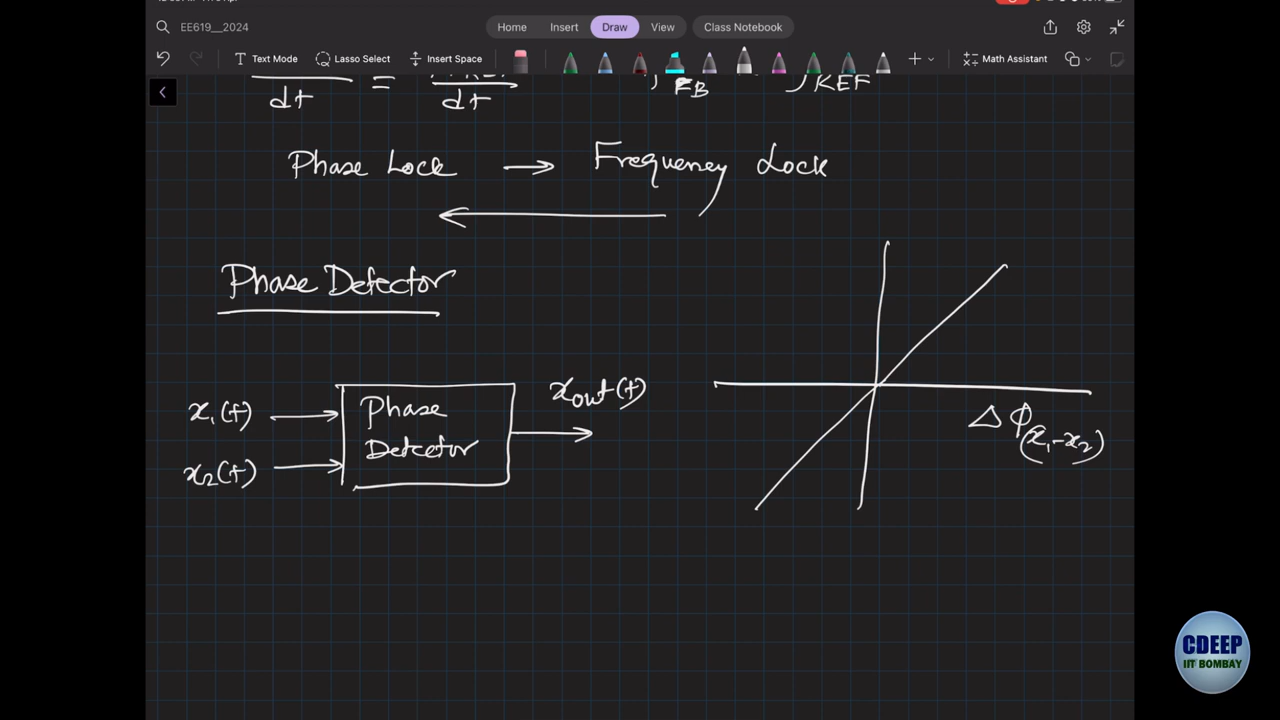 EE619__2024
Home Insert Draw View Class Notebook
Text Mode Lasso Select Insert Space Math Assistant
dt = dt FB REF
Phase Lock → Frequency Lock
Phase Detector
x₁(t)
x₂(t)
Phase
Detector
xout(t)
Δϕ(x₁-x₂)
CDEEP
IIT BOMBAY